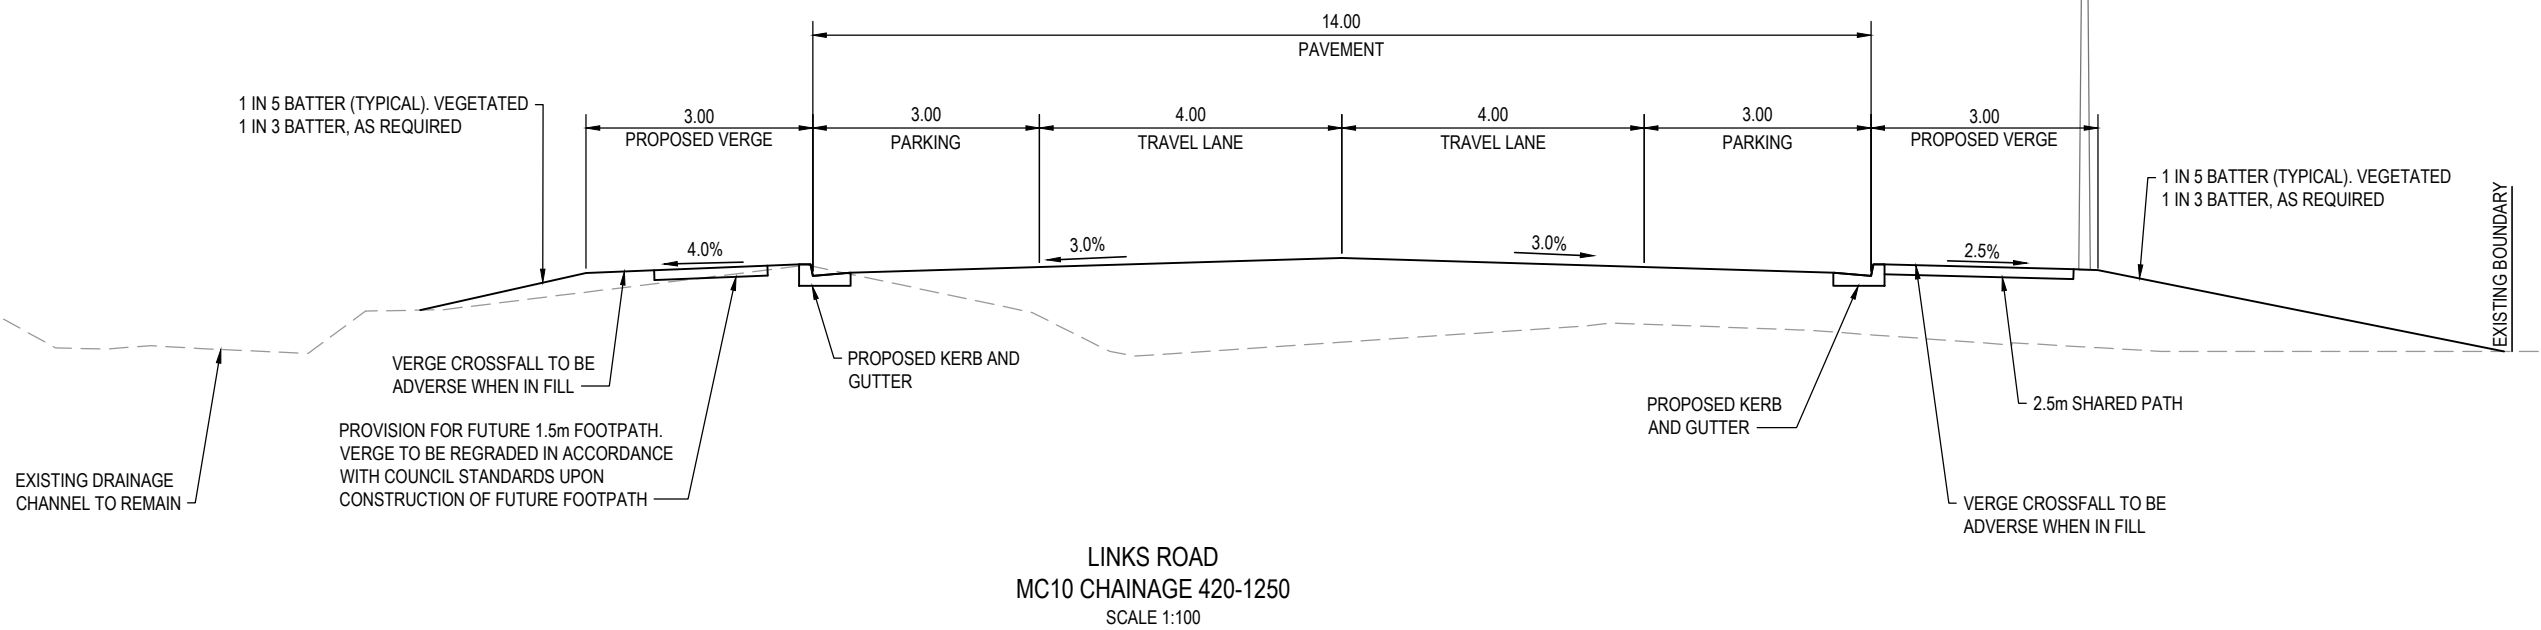 14.00
PAVEMENT
1 IN 5 BATTER (TYPICAL). VEGETATED
1 IN 3 BATTER, AS REQUIRED
3.00
PROPOSED VERGE
3.00
PARKING
4.00
TRAVEL LANE
4.00
TRAVEL LANE
3.00
PARKING
3.00
PROPOSED VERGE
1 IN 5 BATTER (TYPICAL). VEGETATED
1 IN 3 BATTER, AS REQUIRED
EXISTING BOUNDARY
4.0%
3.0%
3.0%
2.5%
VERGE CROSSFALL TO BE
ADVERSE WHEN IN FILL
PROPOSED KERB AND
GUTTER
PROPOSED KERB
AND GUTTER
2.5m SHARED PATH
PROVISION FOR FUTURE 1.5m FOOTPATH.
VERGE TO BE REGRADED IN ACCORDANCE
WITH COUNCIL STANDARDS UPON
CONSTRUCTION OF FUTURE FOOTPATH
EXISTING DRAINAGE
CHANNEL TO REMAIN
VERGE CROSSFALL TO BE
ADVERSE WHEN IN FILL
LINKS ROAD
MC10 CHAINAGE 420-1250
SCALE 1:100